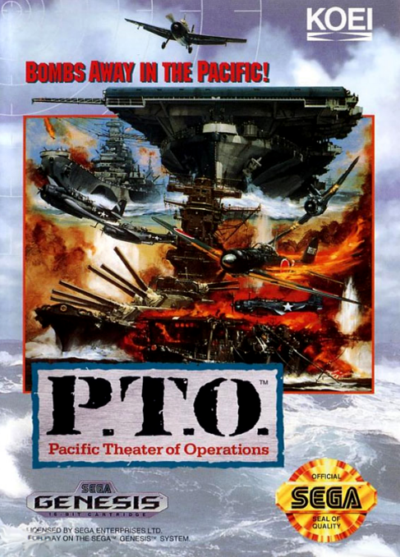 KOEI
BOMBS AWAY IN THE PACIFIC!
P.T.O.™
Pacific Theater of Operations
SEGA
GENESIS
16-BIT CARTRIDGE
LICENSED BY SEGA ENTERPRISES LTD.
FOR PLAY ON THE SEGA™ GENESIS™ SYSTEM.
OFFICIAL
SEGA
SEAL OF
QUALITY